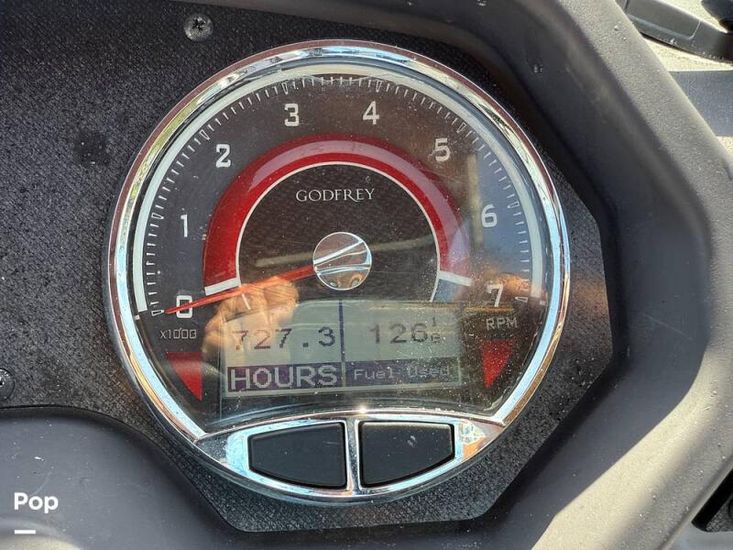 3 4
2 5
GODFREY
1 6
0 7
x1000 RPM
727.3 126
HOURS Fuel Used
Pop